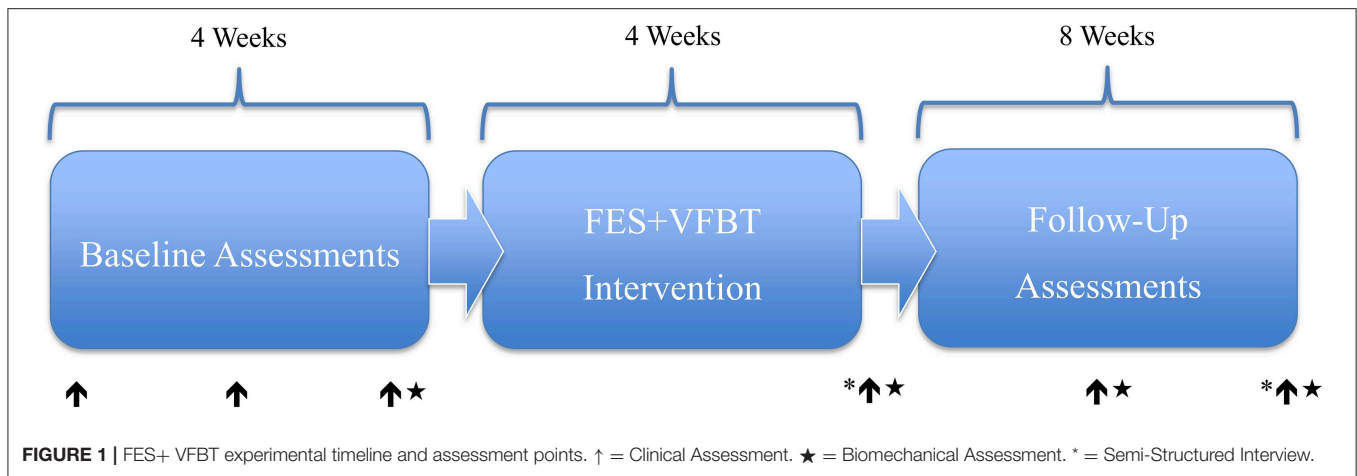 4 Weeks
4 Weeks
8 Weeks
Baseline Assessments
FES+VFBT
Intervention
Follow-Up
Assessments
↑ ↑ ↑★ *↑★ ↑★ *↑★
FIGURE 1 | FES+ VFBT experimental timeline and assessment points. ↑ = Clinical Assessment. ★ = Biomechanical Assessment. * = Semi-Structured Interview.